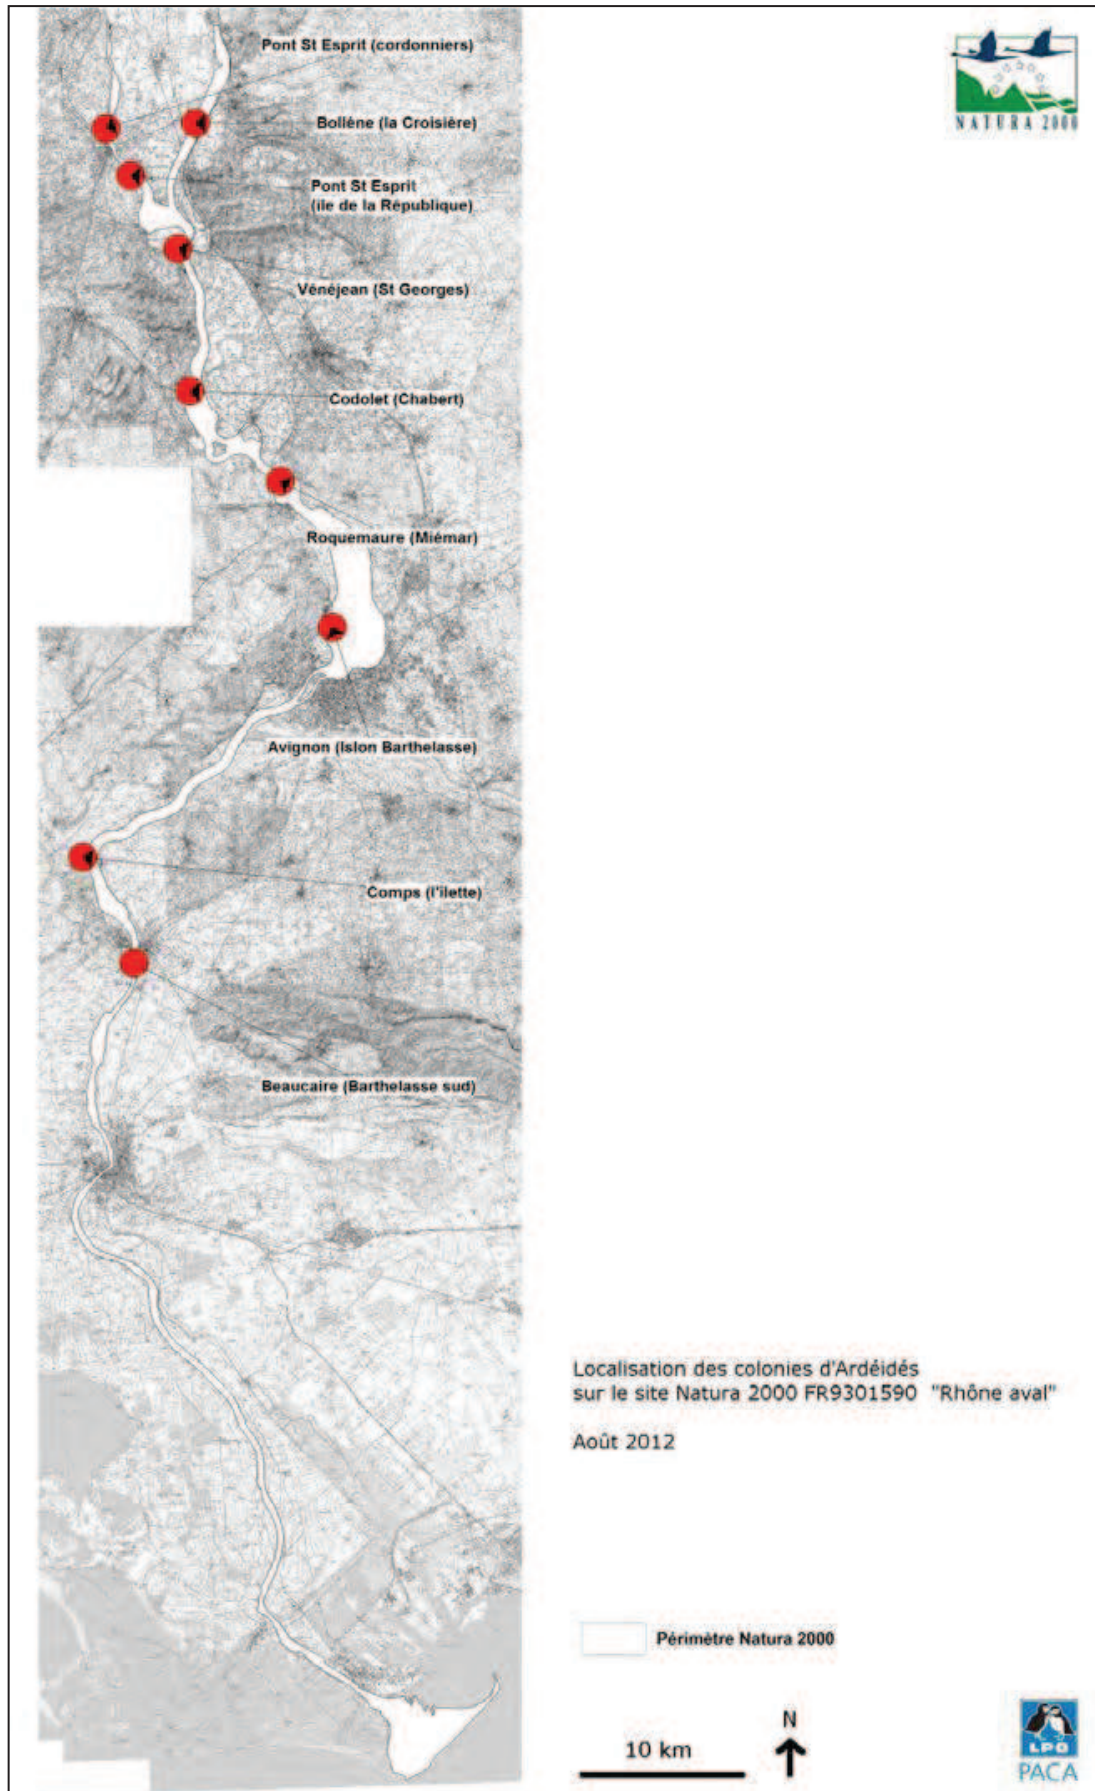 Pont St Esprit (cordonniers)
NATURA 2000
Bollène (la Croisière)
Pont St Esprit
(ile de la République)
Vénéjean (St Georges)
Codolet (Chabert)
Roquemaure (Miémar)
Avignon (Islon Barthelasse)
Comps (l'ilette)
Beaucaire (Barthelasse sud)
Localisation des colonies d'Ardéidés
sur le site Natura 2000 FR9301590 "Rhône aval"
Août 2012
Périmètre Natura 2000
10 km
N
LPO
PACA